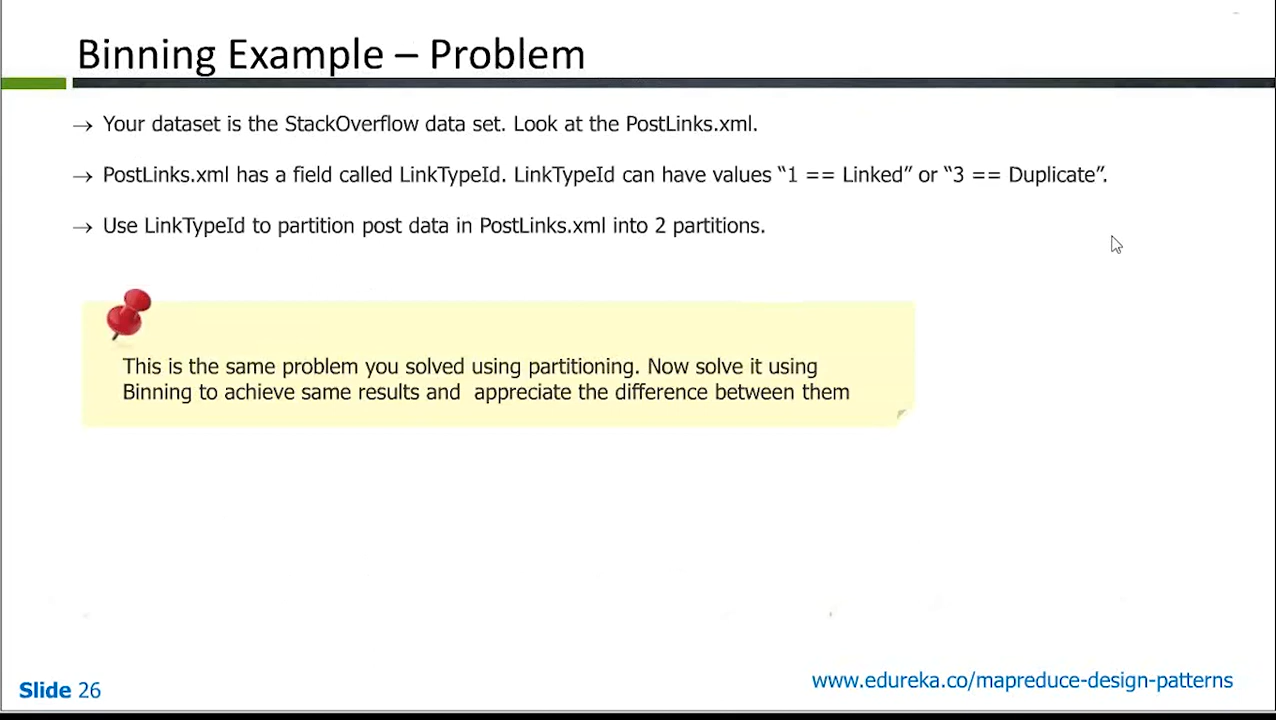 Binning Example – Problem
→ Your dataset is the StackOverflow data set. Look at the PostLinks.xml.
→ PostLinks.xml has a field called LinkTypeId. LinkTypeId can have values “1 == Linked” or “3 == Duplicate”.
→ Use LinkTypeId to partition post data in PostLinks.xml into 2 partitions.
This is the same problem you solved using partitioning. Now solve it using
Binning to achieve same results and appreciate the difference between them
Slide 26
www.edureka.co/mapreduce-design-patterns